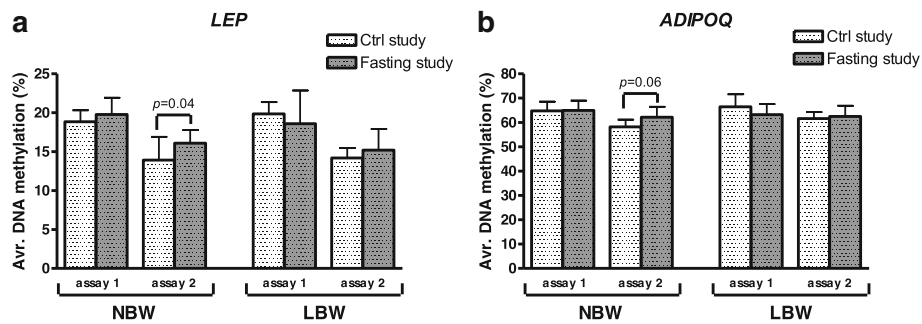 a
LEP
Ctrl study
Fasting study
Avr. DNA methylation (%)
25
20
15
10
5
0
p=0.04
assay 1
assay 2
assay 1
assay 2
NBW
LBW
b
ADIPOQ
Ctrl study
Fasting study
Avr. DNA methylation (%)
80
70
60
50
40
30
20
10
0
p=0.06
assay 1
assay 2
assay 1
assay 2
NBW
LBW